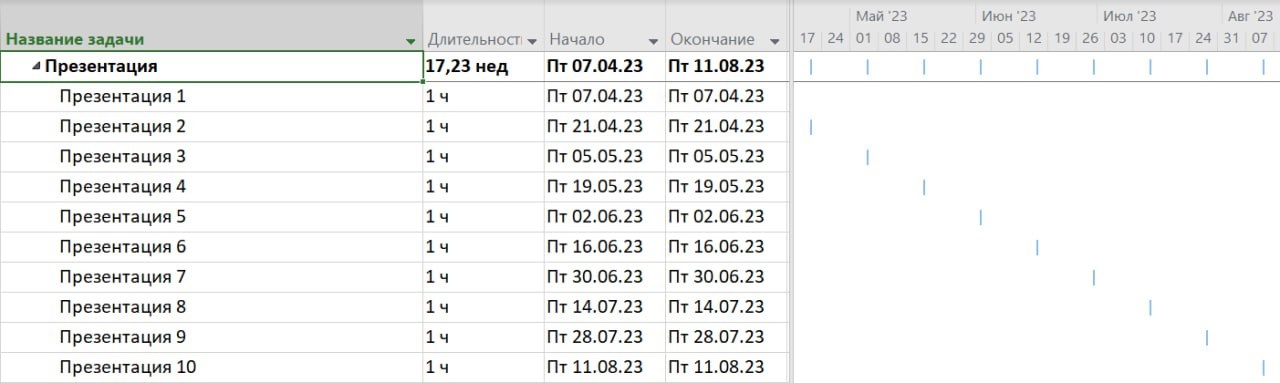 Май '23 Июн '23 Июл '23 Авг '23
Название задачи Длительность Начало Окончание 17 24 01 08 15 22 29 05 12 19 26 03 10 17 24 31 07
Презентация 17,23 нед Пт 07.04.23 Пт 11.08.23
Презентация 1 1 ч Пт 07.04.23 Пт 07.04.23
Презентация 2 1 ч Пт 21.04.23 Пт 21.04.23
Презентация 3 1 ч Пт 05.05.23 Пт 05.05.23
Презентация 4 1 ч Пт 19.05.23 Пт 19.05.23
Презентация 5 1 ч Пт 02.06.23 Пт 02.06.23
Презентация 6 1 ч Пт 16.06.23 Пт 16.06.23
Презентация 7 1 ч Пт 30.06.23 Пт 30.06.23
Презентация 8 1 ч Пт 14.07.23 Пт 14.07.23
Презентация 9 1 ч Пт 28.07.23 Пт 28.07.23
Презентация 10 1 ч Пт 11.08.23 Пт 11.08.23